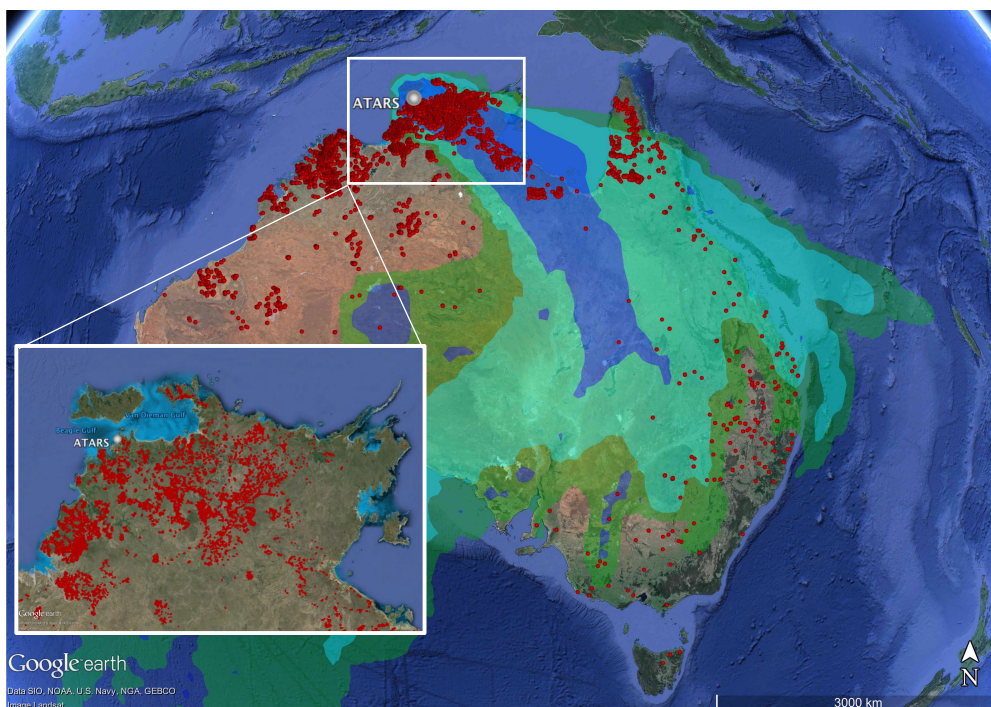 ATARS
Van Dieman Gulf
Beagle Gulf
ATARS
Google earth
Google earth
Data SIO, NOAA, U.S. Navy, NGA, GEBCO
Image Landsat
N
3000 km